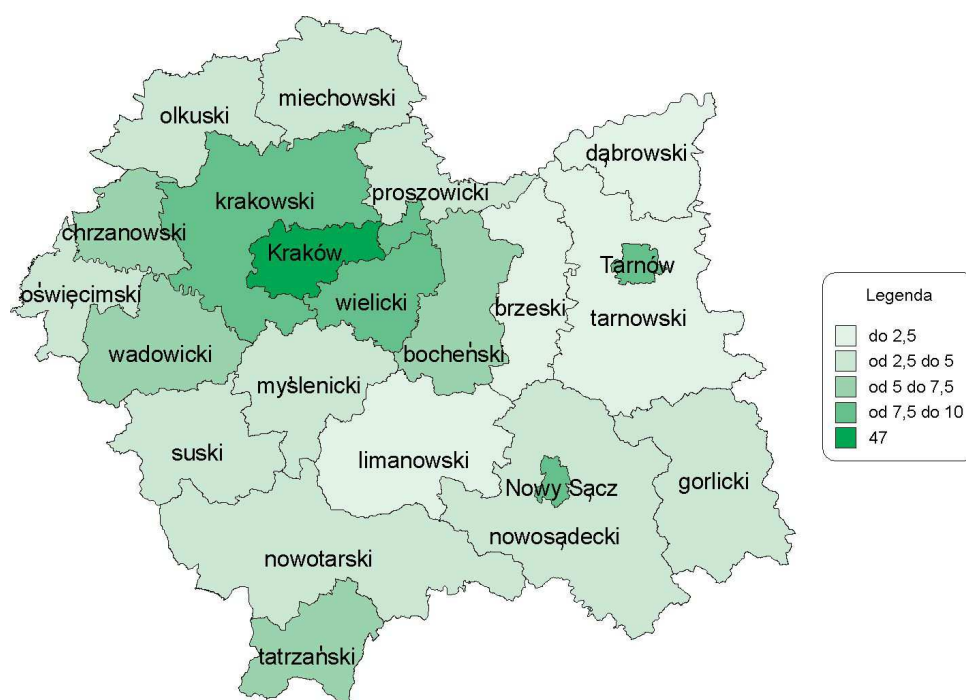 miechowski
olkuski
dąbrowski
proszowicki
krakowski
chrzanowski
Kraków
Tarnów
oświęcimski
wielicki
brzeski
tarnowski
wadowicki
bocheński
myślenicki
suski
limanowski
gorlicki
Nowy Sącz
nowosądecki
nowotarski
tatrzański
Legenda
do 2,5
od 2,5 do 5
od 5 do 7,5
od 7,5 do 10
47